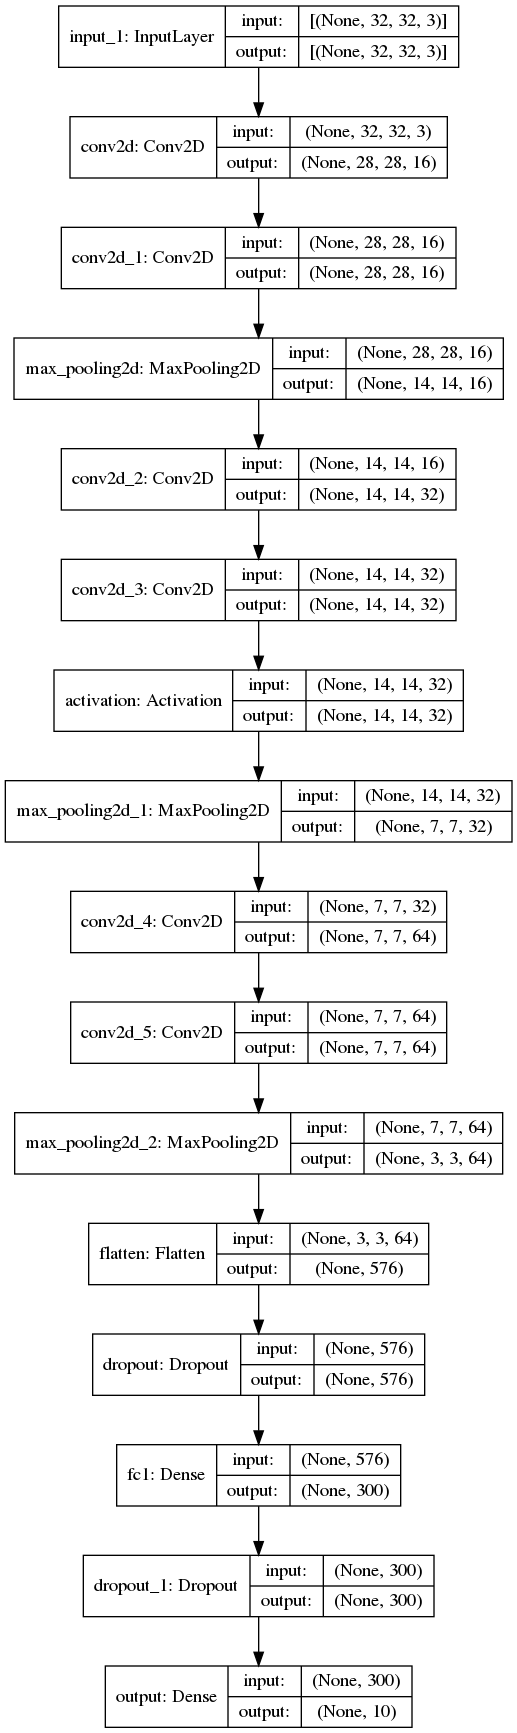 input_1: InputLayer
input: [(None, 32, 32, 3)]
output: [(None, 32, 32, 3)]
conv2d: Conv2D
input: (None, 32, 32, 3)
output: (None, 28, 28, 16)
conv2d_1: Conv2D
input: (None, 28, 28, 16)
output: (None, 28, 28, 16)
max_pooling2d: MaxPooling2D
input: (None, 28, 28, 16)
output: (None, 14, 14, 16)
conv2d_2: Conv2D
input: (None, 14, 14, 16)
output: (None, 14, 14, 32)
conv2d_3: Conv2D
input: (None, 14, 14, 32)
output: (None, 14, 14, 32)
activation: Activation
input: (None, 14, 14, 32)
output: (None, 14, 14, 32)
max_pooling2d_1: MaxPooling2D
input: (None, 14, 14, 32)
output: (None, 7, 7, 32)
conv2d_4: Conv2D
input: (None, 7, 7, 32)
output: (None, 7, 7, 64)
conv2d_5: Conv2D
input: (None, 7, 7, 64)
output: (None, 7, 7, 64)
max_pooling2d_2: MaxPooling2D
input: (None, 7, 7, 64)
output: (None, 3, 3, 64)
flatten: Flatten
input: (None, 3, 3, 64)
output: (None, 576)
dropout: Dropout
input: (None, 576)
output: (None, 576)
fc1: Dense
input: (None, 576)
output: (None, 300)
dropout_1: Dropout
input: (None, 300)
output: (None, 300)
output: Dense
input: (None, 300)
output: (None, 10)